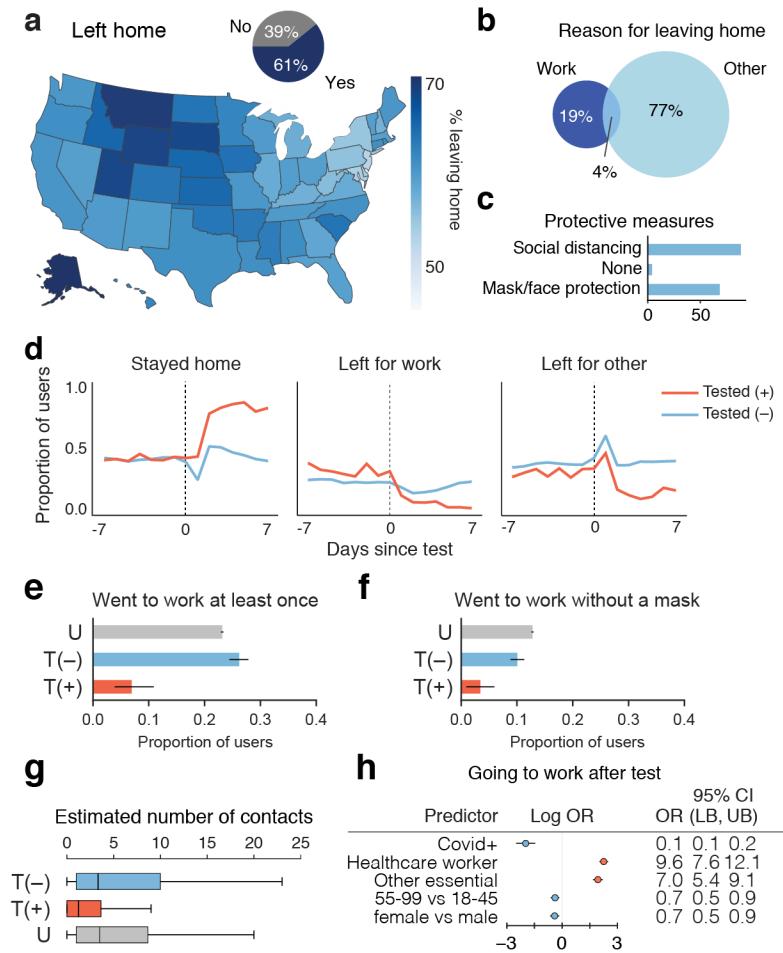 a
Left home
No
39%
61%
Yes
70
% leaving home
50
b
Reason for leaving home
Work
Other
19%
77%
4%
c
Protective measures
Social distancing
None
Mask/face protection
0 50
d
Stayed home
Left for work
Left for other
Proportion of users
1.0
0.5
0.0
Tested (+)
Tested (–)
-7 0 7
-7 0 7
-7 0 7
Days since test
e
Went to work at least once
U
T(–)
T(+)
0.0 0.1 0.2 0.3 0.4
Proportion of users
f
Went to work without a mask
U
T(–)
T(+)
0.0 0.1 0.2 0.3 0.4
Proportion of users
g
Estimated number of contacts
0 5 10 15 20 25
T(–)
T(+)
U
h
Going to work after test
95% CI
Predictor Log OR OR (LB, UB)
Covid+ 0.1 0.1 0.2
Healthcare worker 9.6 7.6 12.1
Other essential 7.0 5.4 9.1
55-99 vs 18-45 0.7 0.5 0.9
female vs male 0.7 0.5 0.9
−3 0 3